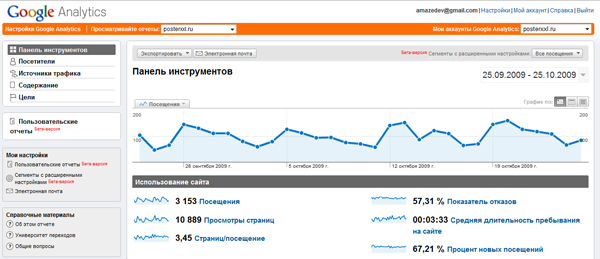 Google Analytics
amazedev@gmail.com | Настройки | Мой аккаунт | Справка | Выйти
Настройки Google Analytics | Просматривайте отчеты: posterxxl.ru
Мои аккаунты Google Analytics: posterxxl.ru
Панель инструментов
Посетители
Источники трафика
Содержание
Цели
Пользовательские
отчеты Бета-версия
Мои настройки
Пользовательские отчеты Бета-версия
Сегменты с расширенными
настройками Бета-версия
Электронная почта
Справочные материалы
Об этом отчете
Университет переходов
Общие вопросы
Экспортировать
Электронная почта
Бета-версия Сегменты с расширенными настройками: Все посещения
Панель инструментов
25.09.2009 - 25.10.2009
Посещения
График по:
200
200
100
100
28 сентября 2009 г.
5 октября 2009 г.
12 октября 2009 г.
19 октября 2009 г.
Использование сайта
3 153 Посещения
10 889 Просмотры страниц
3,45 Страниц/посещение
57,31 % Показатель отказов
00:03:33 Средняя длительность пребывания
на сайте
67,21 % Процент новых посещений